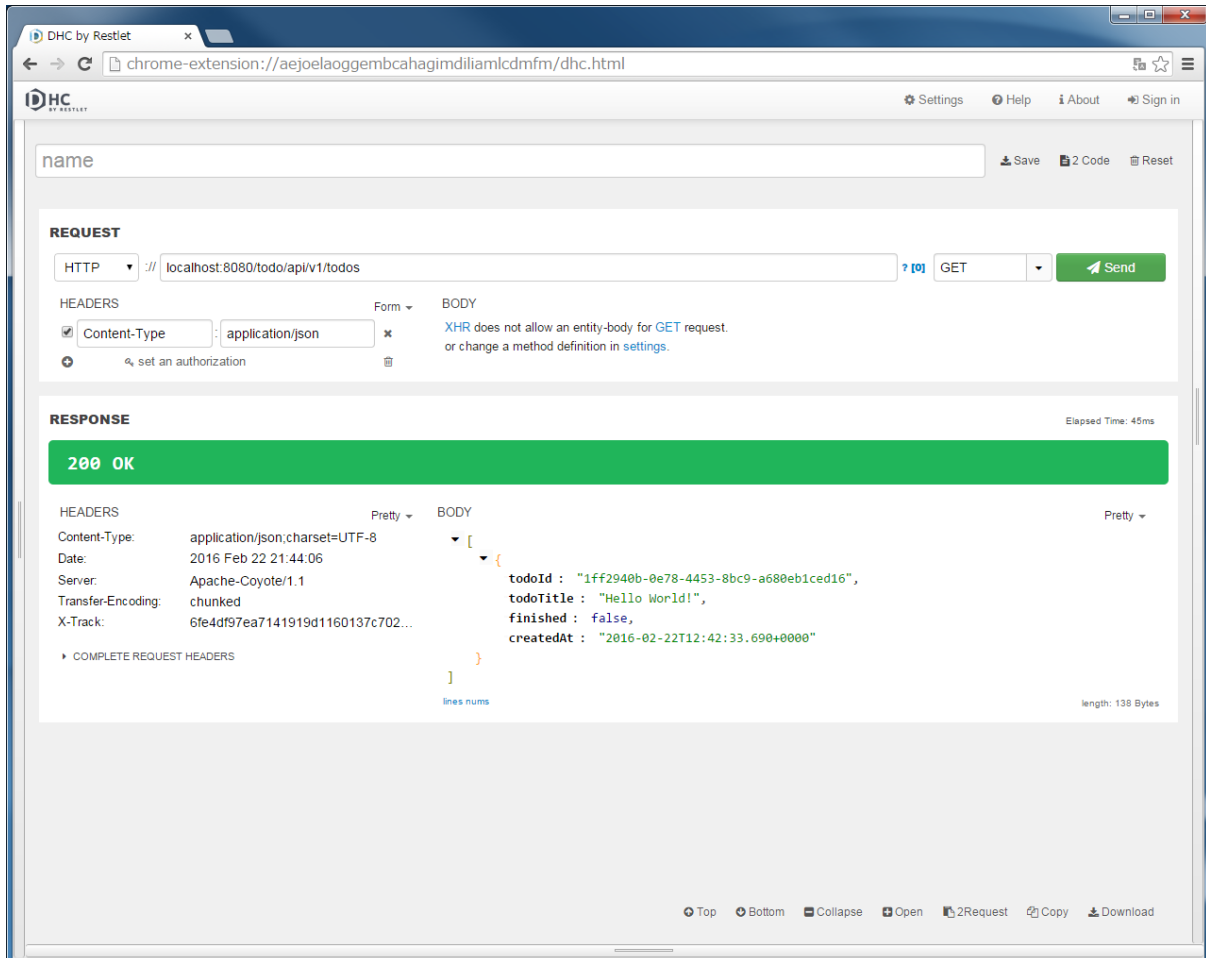 DHC by Restlet
chrome-extension://aejoelaoggembcahagimdiliamlcdmfm/dhc.html
DHC BY RESTLET Settings Help About Sign in
name Save 2 Code Reset
REQUEST
HTTP :// localhost:8080/todo/api/v1/todos ? [0] GET Send
HEADERS Form BODY
Content-Type : application/json XHR does not allow an entity-body for GET request.
or change a method definition in settings.
set an authorization
RESPONSE Elapsed Time: 45ms
200 OK
HEADERS Pretty BODY Pretty
Content-Type: application/json;charset=UTF-8 [
Date: 2016 Feb 22 21:44:06 {
Server: Apache-Coyote/1.1 todoId : "1ff2940b-0e78-4453-8bc9-a680eb1ced16",
Transfer-Encoding: chunked todoTitle : "Hello World!",
X-Track: 6fe4df97ea7141919d1160137c702... finished : false,
createdAt : "2016-02-22T12:42:33.690+0000"
COMPLETE REQUEST HEADERS }
]
lines nums length: 138 Bytes
Top Bottom Collapse Open 2Request Copy Download